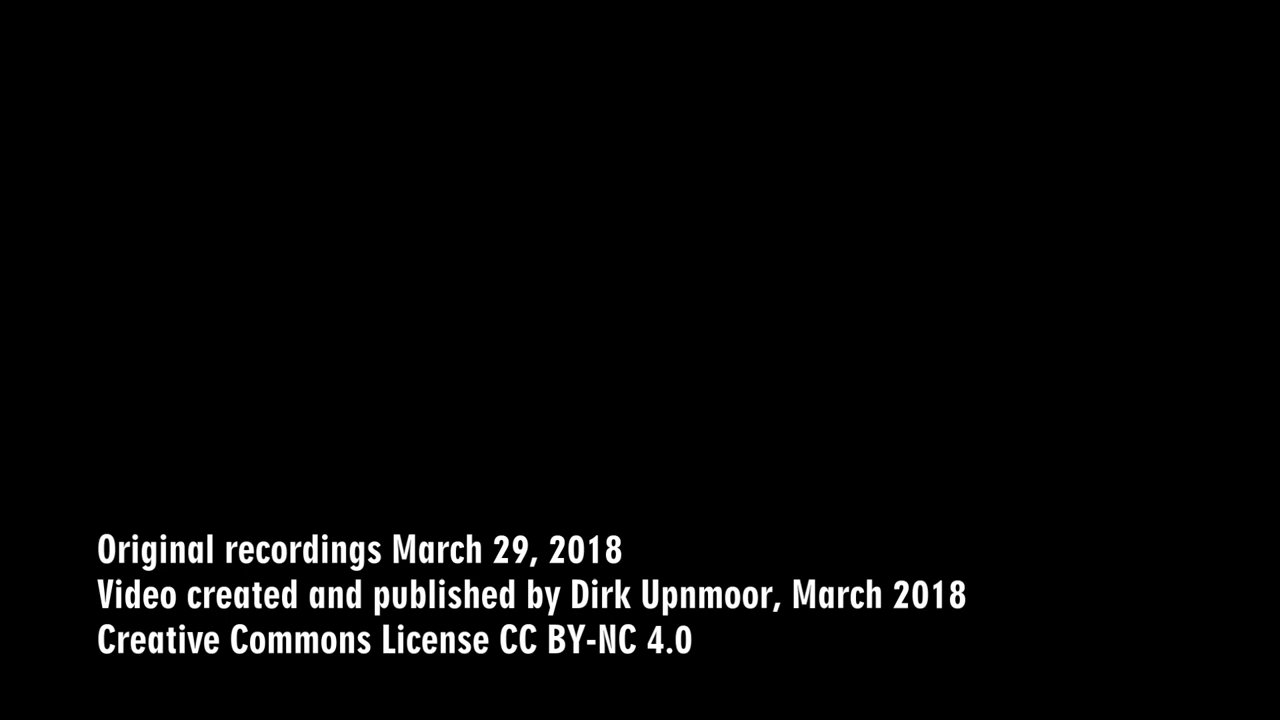 Original recordings March 29, 2018
Video created and published by Dirk Upnmoor, March 2018
Creative Commons License CC BY-NC 4.0